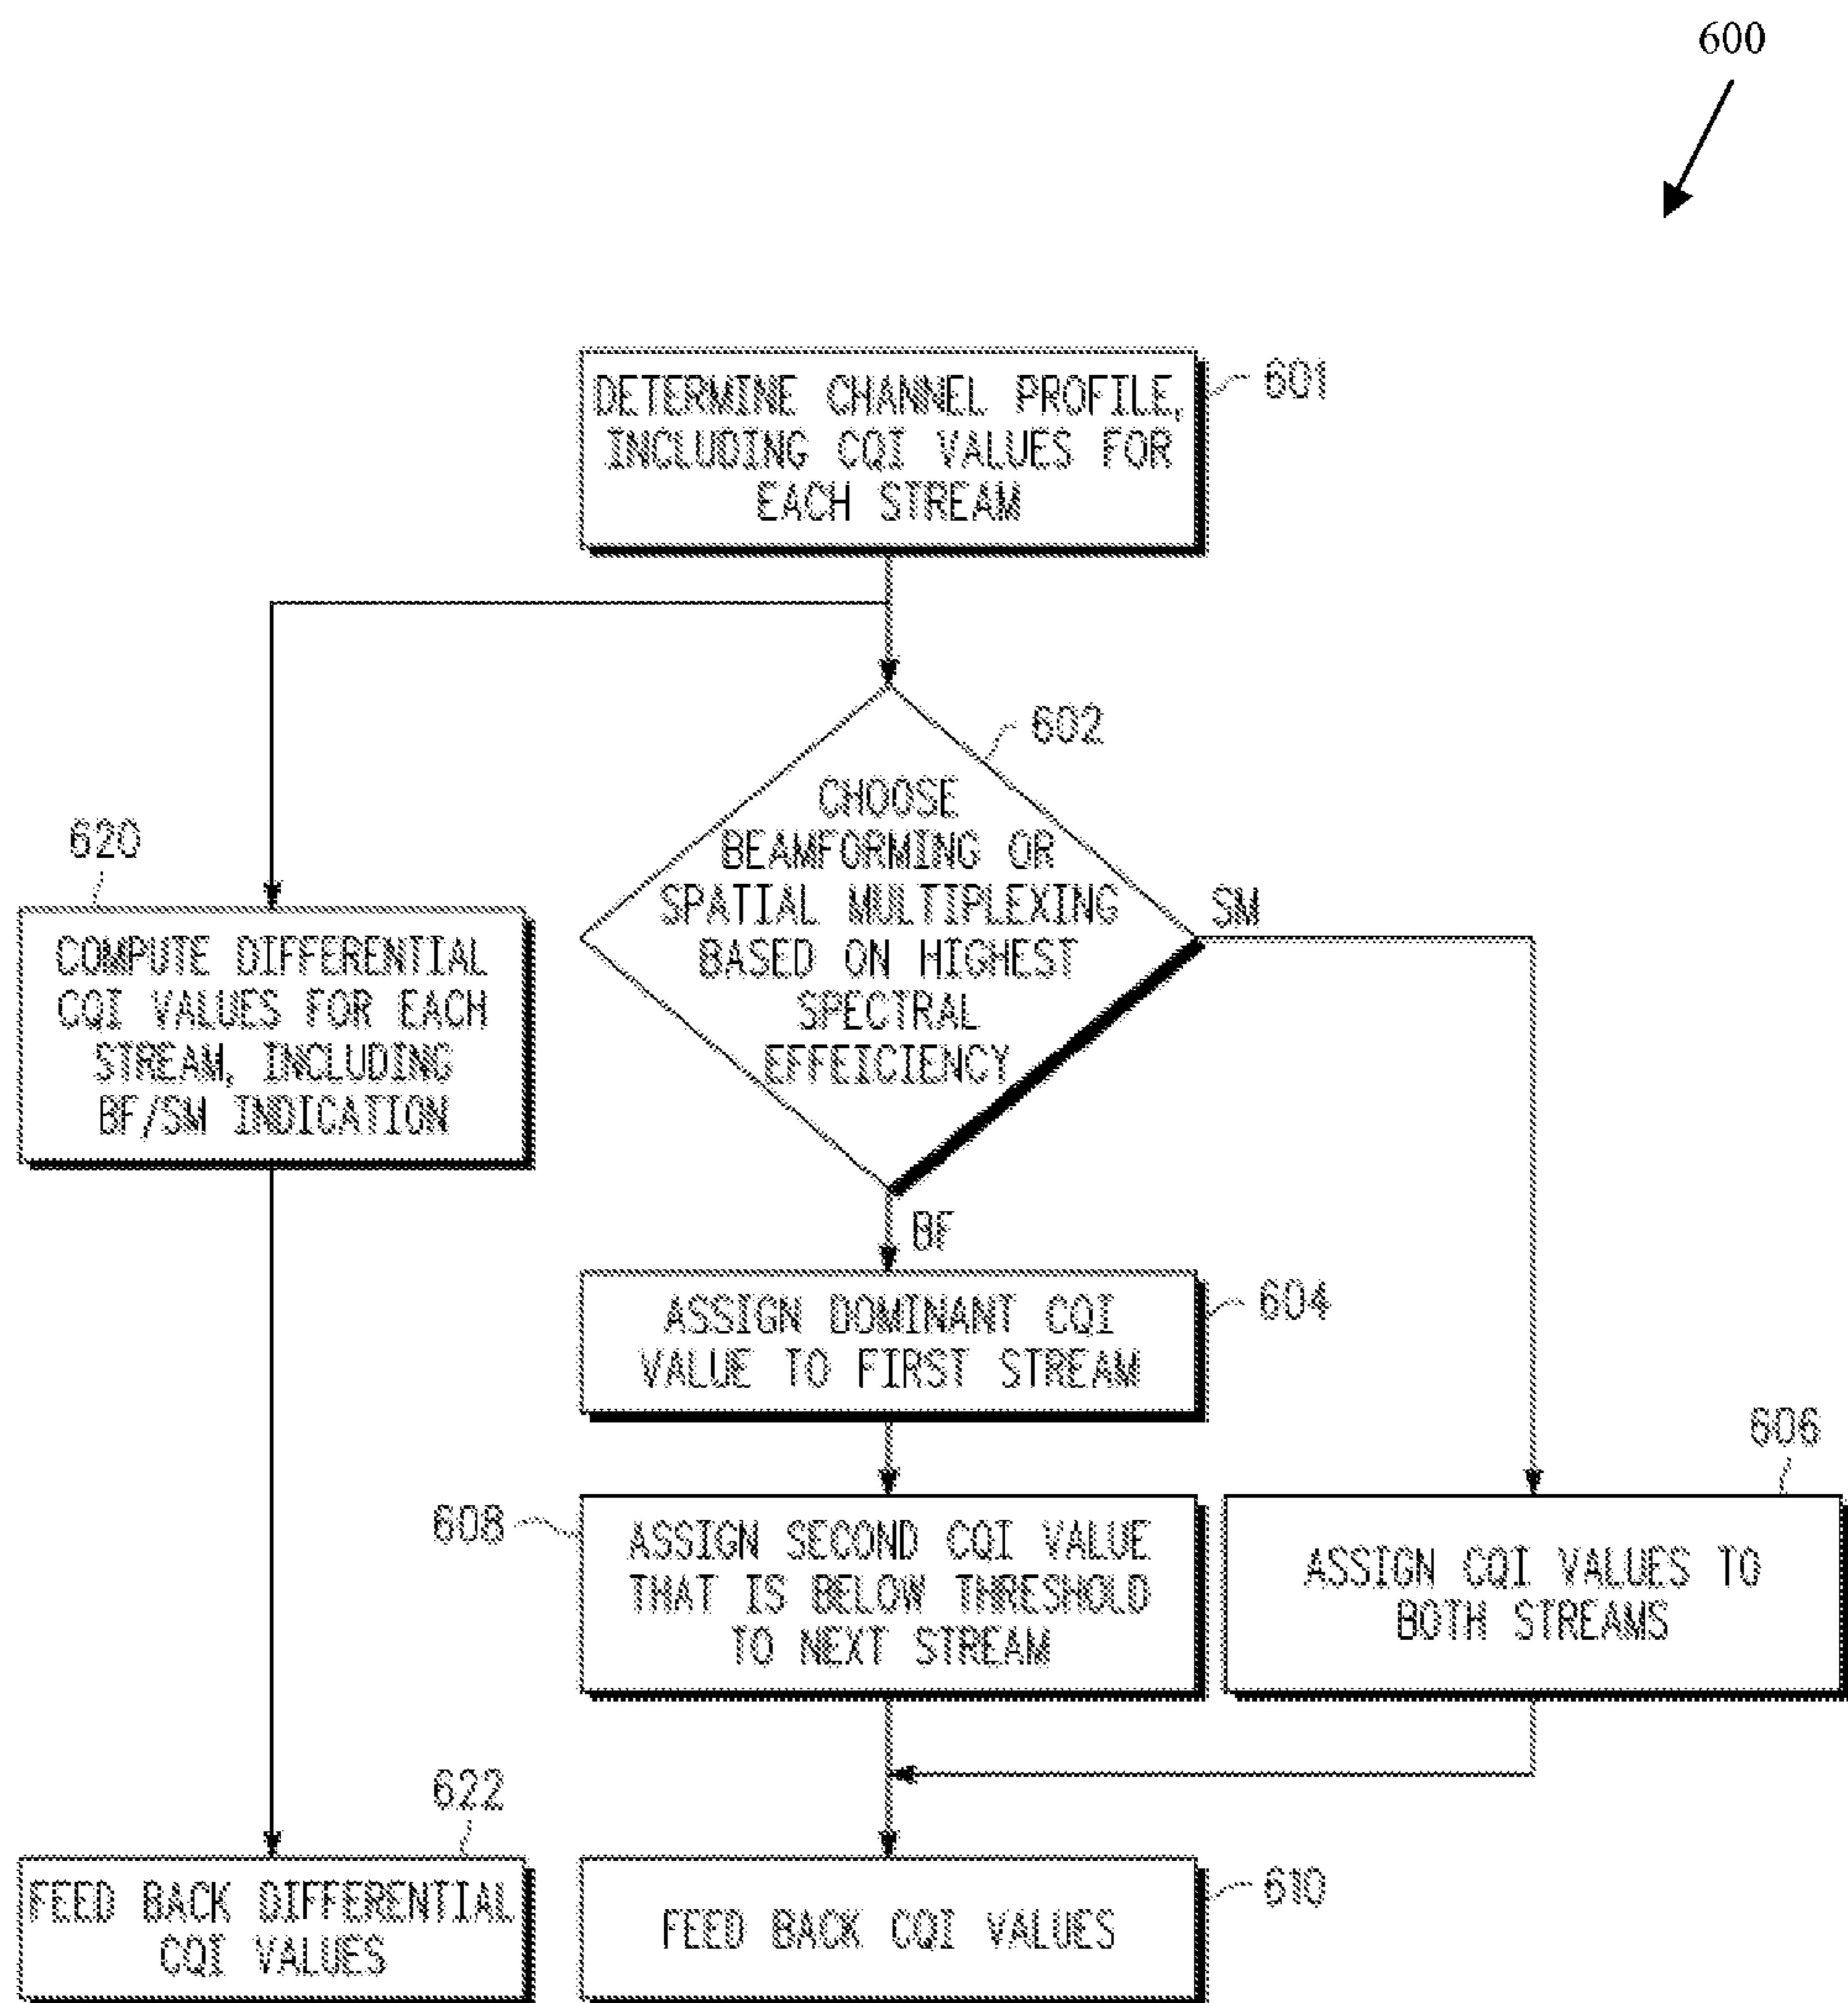 600
DETERMINE CHANNEL PROFILE,
INCLUDING CQI VALUES FOR
EACH STREAM
601
602
CHOOSE
BEAMFORMING OR
SPATIAL MULTIPLEXING
BASED ON HIGHEST
SPECTRAL
EFFEICIENCY
SM
BF
620
COMPUTE DIFFERENTIAL
CQI VALUES FOR EACH
STREAM, INCLUDING
BF/SM INDICATION
ASSIGN DOMINANT CQI
VALUE TO FIRST STREAM
604
606
608
ASSIGN SECOND CQI VALUE
THAT IS BELOW THRESHOLD
TO NEXT STREAM
ASSIGN CQI VALUES TO
BOTH STREAMS
622
FEED BACK DIFFERENTIAL
CQI VALUES
FEED BACK CQI VALUES
610